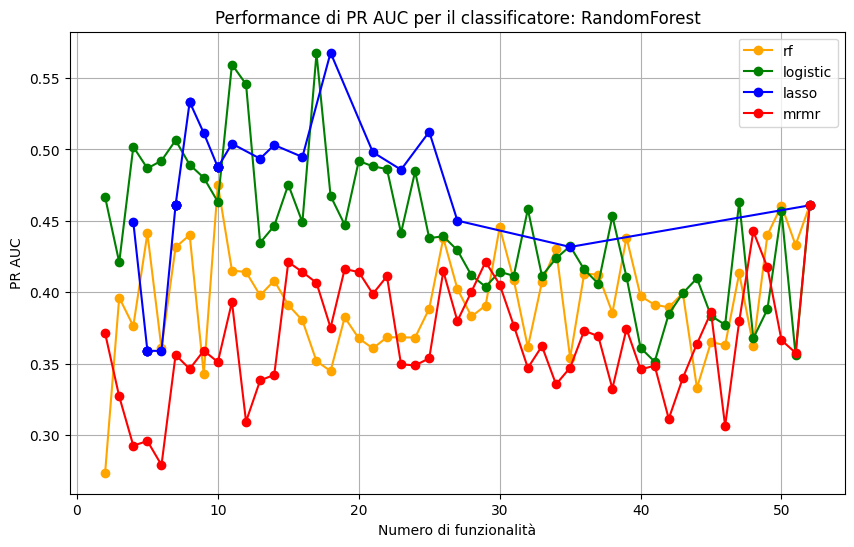 Performance di PR AUC per il classificatore: RandomForest
rf
logistic
lasso
mrmr
PR AUC
0.55
0.50
0.45
0.40
0.35
0.30
0
10
20
30
40
50
Numero di funzionalità